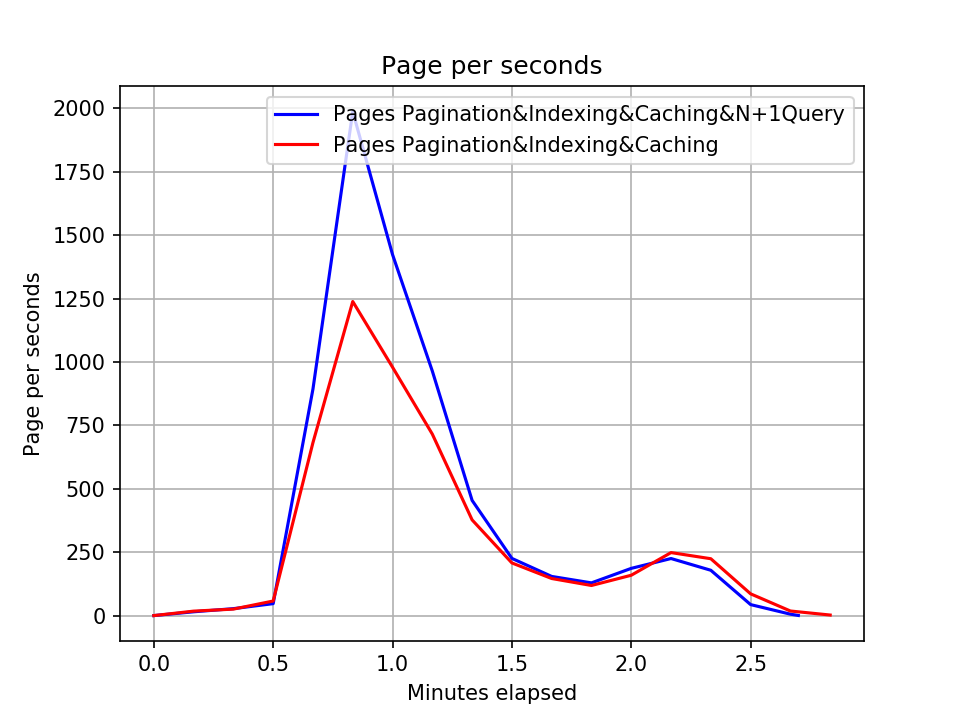 Page per seconds
Pages Pagination&Indexing&Caching&N+1Query
Pages Pagination&Indexing&Caching
Page per seconds
2000
1750
1500
1250
1000
750
500
250
0
0.0 0.5 1.0 1.5 2.0 2.5
Minutes elapsed